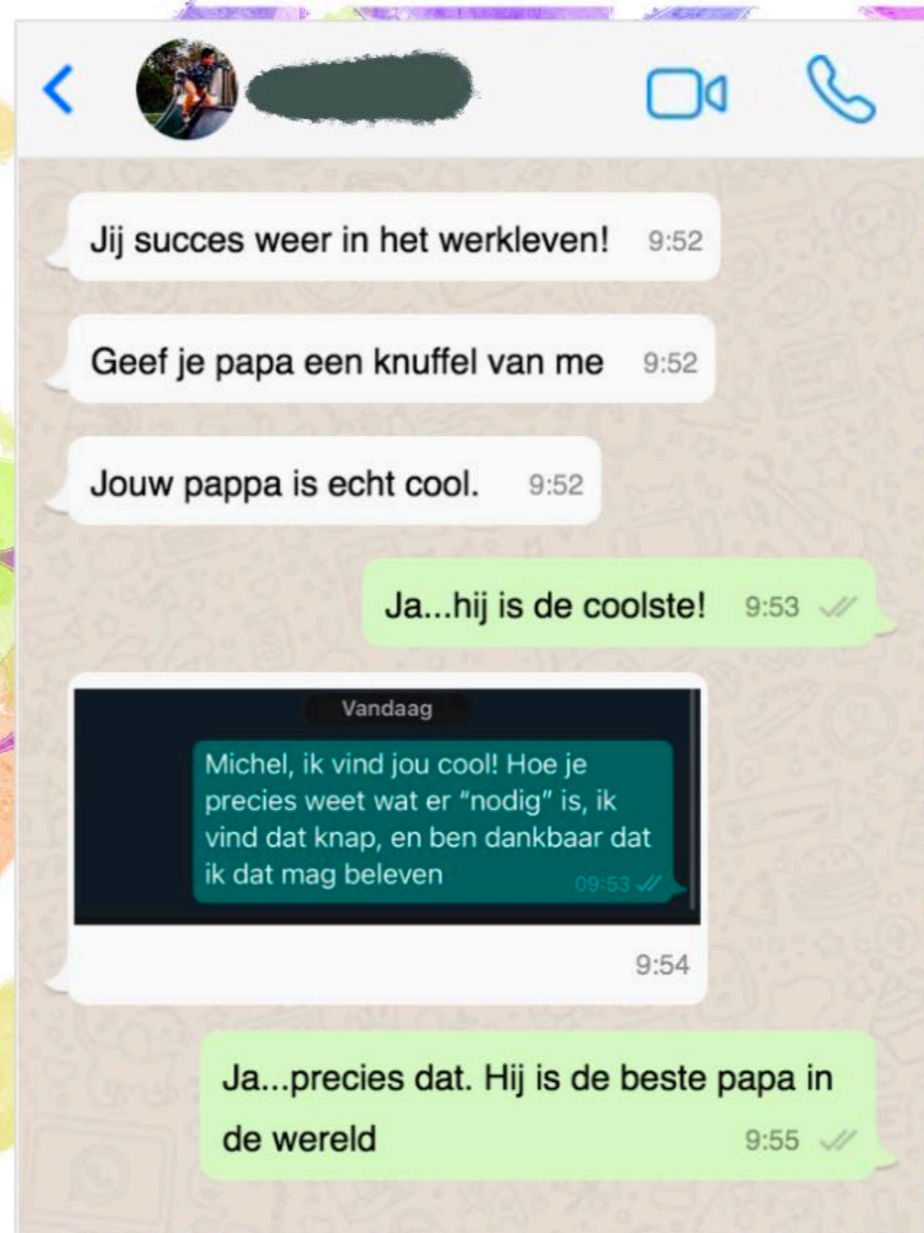 Jij succes weer in het werkleven! 9:52
Geef je papa een knuffel van me 9:52
Jouw pappa is echt cool. 9:52
Ja...hij is de coolste! 9:53
Vandaag
Michel, ik vind jou cool! Hoe je
precies weet wat er “nodig” is, ik
vind dat knap, en ben dankbaar dat
ik dat mag beleven 09:53
9:54
Ja...precies dat. Hij is de beste papa in
de wereld 9:55